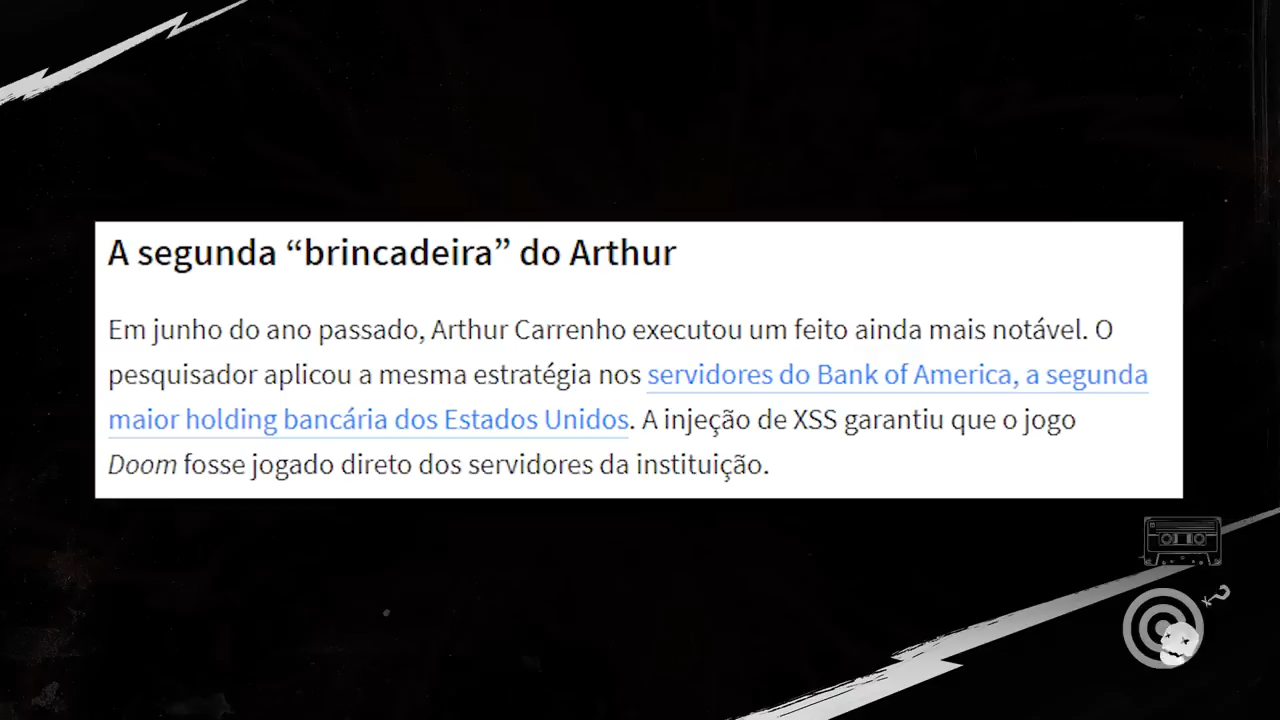 A segunda “brincadeira” do Arthur
Em junho do ano passado, Arthur Carrenho executou um feito ainda mais notável. O
pesquisador aplicou a mesma estratégia nos servidores do Bank of America, a segunda
maior holding bancária dos Estados Unidos. A injeção de XSS garantiu que o jogo
Doom fosse jogado direto dos servidores da instituição.